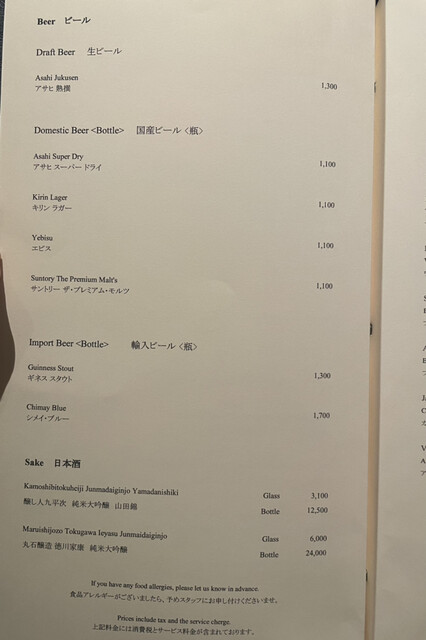 Beer ビール
Draft Beer 生ビール
Asahi Jukusen 1,300
アサヒ 熟撰
Domestic Beer <Bottle> 国産ビール〈瓶〉
Asahi Super Dry 1,100
アサヒ スーパー ドライ
Kirin Lager 1,100
キリン ラガー
Yebisu 1,100
エビス
Suntory The Premium Malt's 1,100
サントリー ザ・プレミアム・モルツ
Import Beer <Bottle> 輸入ビール〈瓶〉
Guinness Stout 1,300
ギネス スタウト
Chimay Blue 1,700
シメイ・ブルー
Sake 日本酒
Kamoshibitokuheiji Junmadaiginjo Yamadanishiki Glass 3,100
醸し人九平次 純米大吟醸 山田錦 Bottle 12,500
Maruishijozo Tokugawa Ieyasu Junmaidaiginjo Glass 6,000
丸石醸造 徳川家康 純米大吟醸 Bottle 24,000
If you have any food allergies, please let us know in advance.
食品アレルギーがございましたら、予めスタッフにお申し付けくださいませ。
Prices include tax and the service charge.
上記料金には消費税とサービス料金が含まれております。